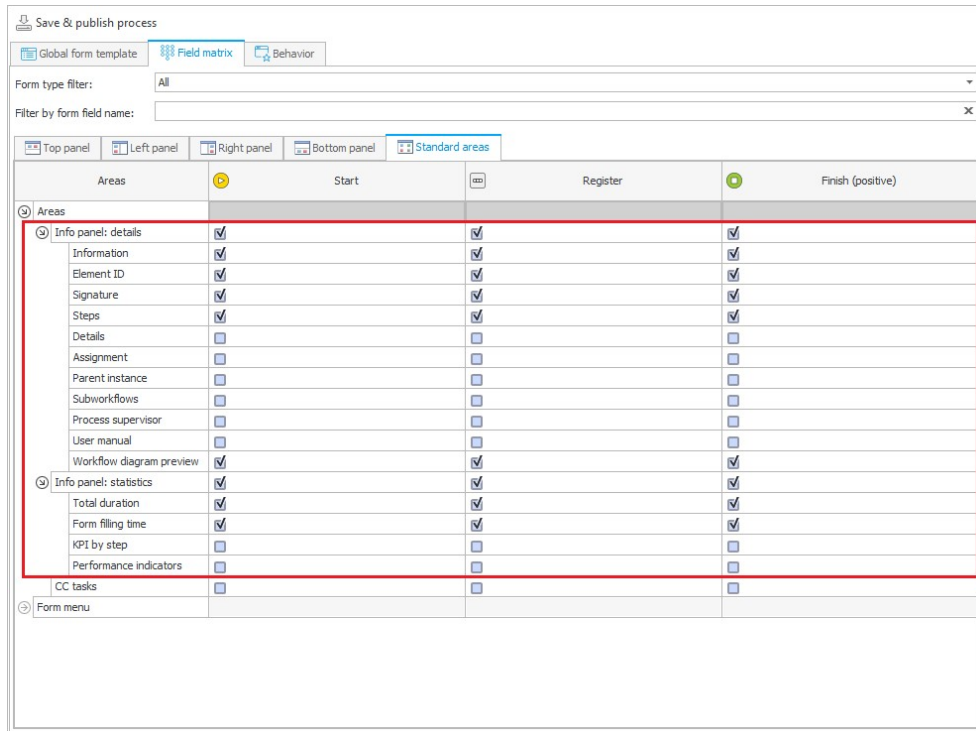 Save & publish process
Global form template Field matrix Behavior
Form type filter: All
Filter by form field name:
Top panel Left panel Right panel Bottom panel Standard areas
Areas Start Register Finish (positive)
Areas
Info panel: details
Information
Element ID
Signature
Steps
Details
Assignment
Parent instance
Subworkflows
Process supervisor
User manual
Workflow diagram preview
Info panel: statistics
Total duration
Form filling time
KPI by step
Performance indicators
CC tasks
Form menu